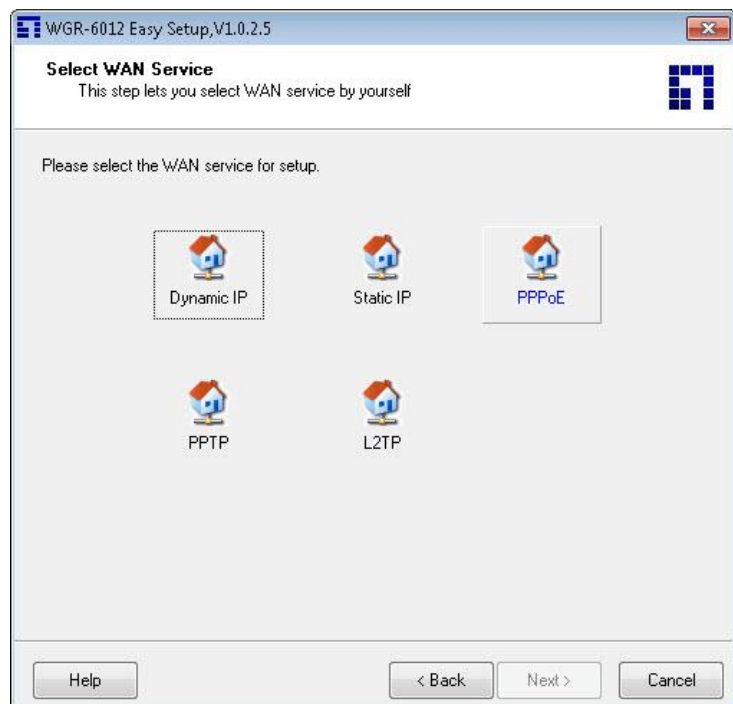 WGR-6012 Easy Setup,V1.0.2.5
Select WAN Service
This step lets you select WAN service by yourself
Please select the WAN service for setup.
Dynamic IP
Static IP
PPPoE
PPTP
L2TP
Help
< Back
Next >
Cancel